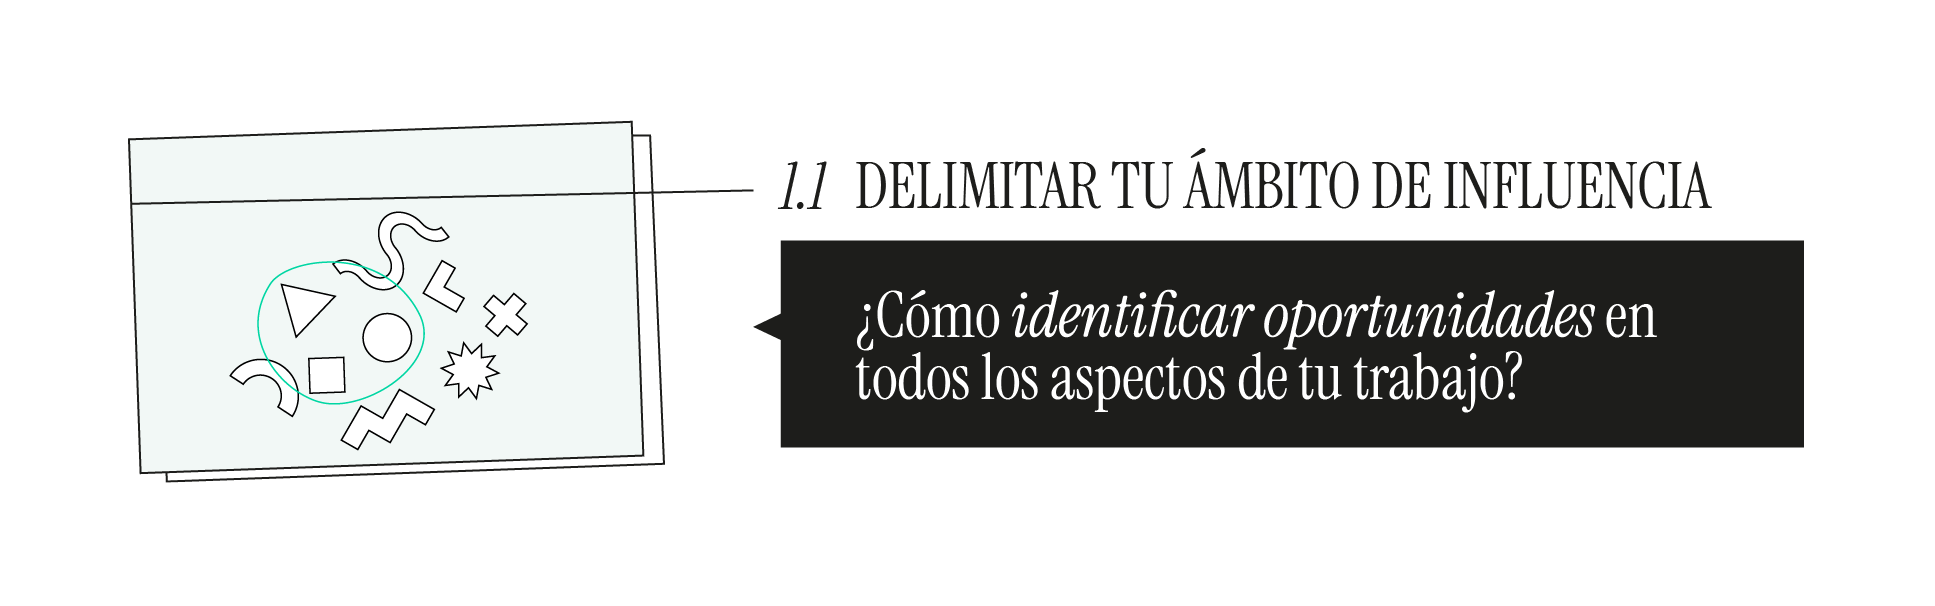 1.1 DELIMITAR TU ÁMBITO DE INFLUENCIA
¿Cómo identificar oportunidades en
todos los aspectos de tu trabajo?